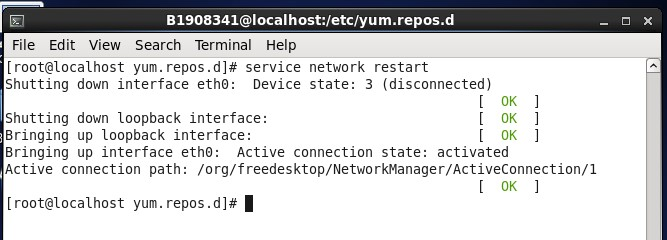 B1908341@localhost:/etc/yum.repos.d
File Edit View Search Terminal Help
[root@localhost yum.repos.d]# service network restart
Shutting down interface eth0:  Device state: 3 (disconnected)
[  OK  ]
Shutting down loopback interface:                          [  OK  ]
Bringing up loopback interface:                            [  OK  ]
Bringing up interface eth0:  Active connection state: activated
Active connection path: /org/freedesktop/NetworkManager/ActiveConnection/1
[  OK  ]
[root@localhost yum.repos.d]#